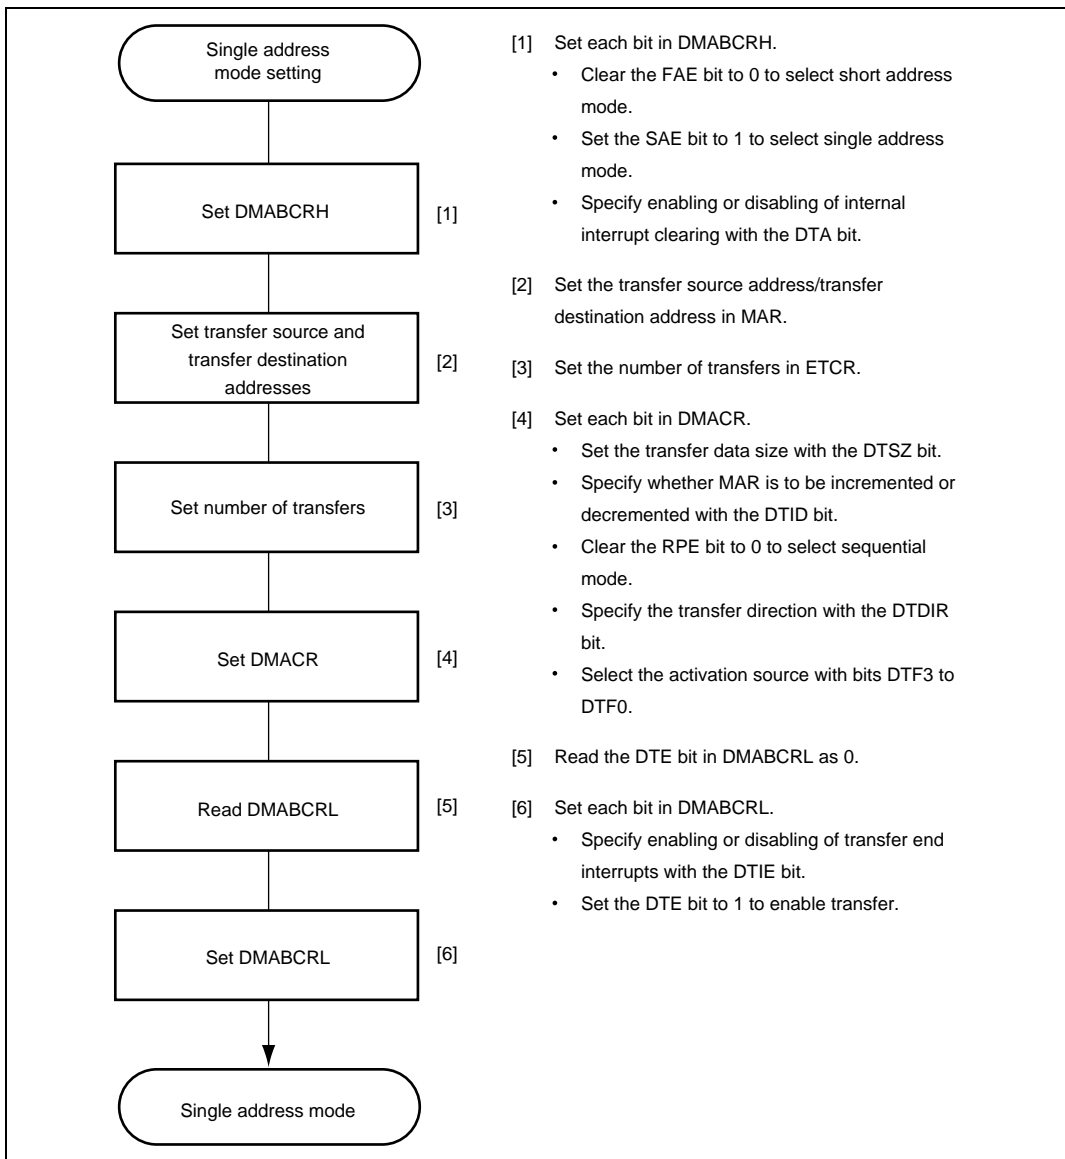 Single address
mode setting
Set DMABCRH
[1]
Set transfer source and
transfer destination
addresses
[2]
Set number of transfers
[3]
Set DMACR
[4]
Read DMABCRL
[5]
Set DMABCRL
[6]
Single address mode
[1] Set each bit in DMABCRH.
• Clear the FAE bit to 0 to select short address
mode.
• Set the SAE bit to 1 to select single address
mode.
• Specify enabling or disabling of internal
interrupt clearing with the DTA bit.
[2] Set the transfer source address/transfer
destination address in MAR.
[3] Set the number of transfers in ETCR.
[4] Set each bit in DMACR.
• Set the transfer data size with the DTSZ bit.
• Specify whether MAR is to be incremented or
decremented with the DTID bit.
• Clear the RPE bit to 0 to select sequential
mode.
• Specify the transfer direction with the DTDIR
bit.
• Select the activation source with bits DTF3 to
DTF0.
[5] Read the DTE bit in DMABCRL as 0.
[6] Set each bit in DMABCRL.
• Specify enabling or disabling of transfer end
interrupts with the DTIE bit.
• Set the DTE bit to 1 to enable transfer.